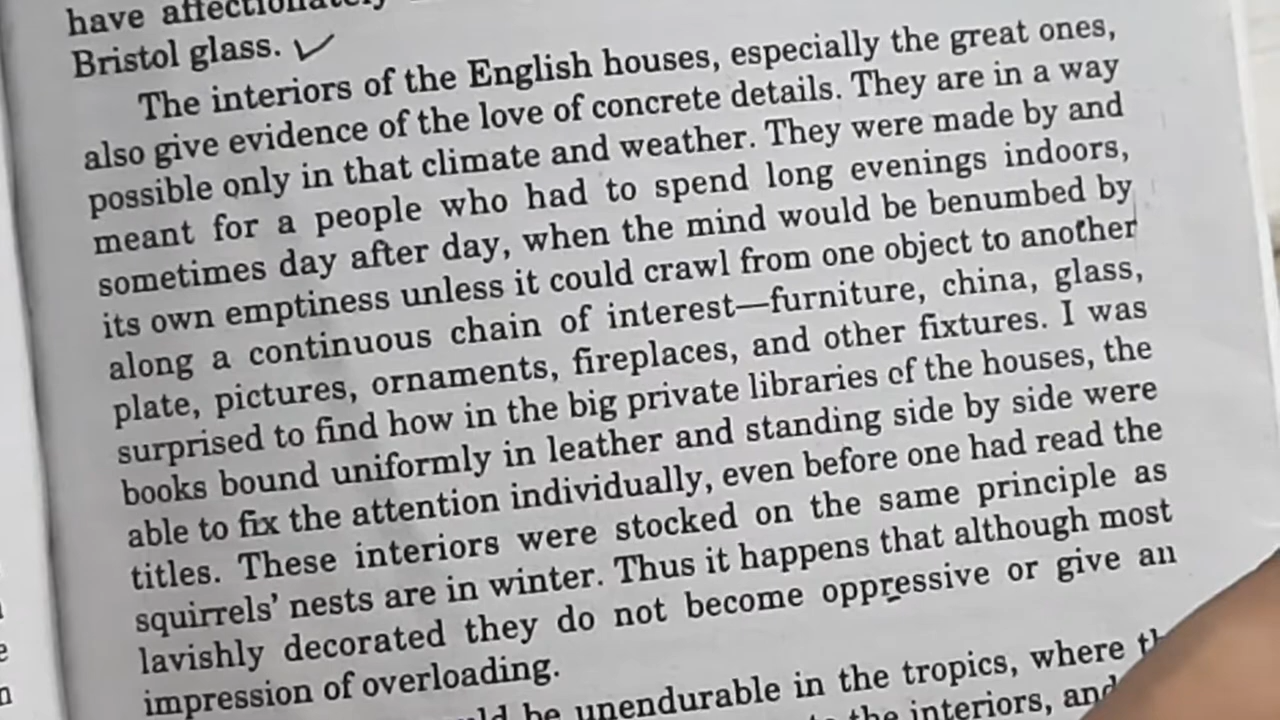 have affectionately
Bristol glass.
The interiors of the English houses, especially the great ones,
also give evidence of the love of concrete details. They are in a way
possible only in that climate and weather. They were made by and
meant for a people who had to spend long evenings indoors,
sometimes day after day, when the mind would be benumbed by
its own emptiness unless it could crawl from one object to another
along a continuous chain of interest—furniture, china, glass,
plate, pictures, ornaments, fireplaces, and other fixtures. I was
surprised to find how in the big private libraries cf the houses, the
books bound uniformly in leather and standing side by side were
able to fix the attention individually, even before one had read the
titles. These interiors were stocked on the same principle as
squirrels' nests are in winter. Thus it happens that although most
lavishly decorated they do not become oppressive or give an
impression of overloading.
be unendurable in the tropics, where
the interiors, and